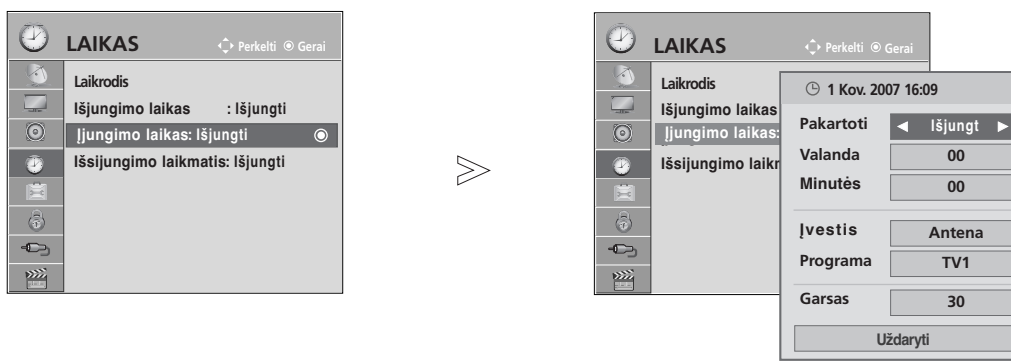 LAIKAS Perkelti Gerai
Laikrodis
Išjungimo laikas : Išjungti
Įjungimo laikas: Išjungti
Išsijungimo laikmatis: Išjungti
LAIKAS Perkelti Gerai
Laikrodis
Išjungimo laikas
Įjungimo laikas:
Išsijungimo laikr
1 Kov. 2007 16:09
Pakartoti Išjungt
Valanda 00
Minutės 00
Įvestis Antena
Programa TV1
Garsas 30
Uždaryti